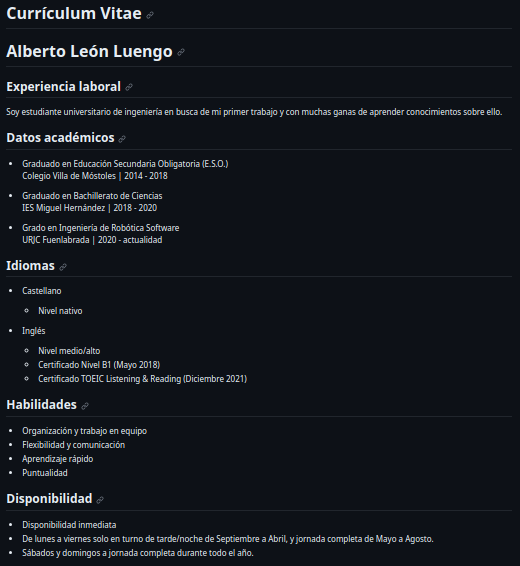 Currículum Vitae
Alberto León Luengo
Experiencia laboral
Soy estudiante universitario de ingeniería en busca de mi primer trabajo y con muchas ganas de aprender conocimientos sobre ello.
Datos académicos
Graduado en Educación Secundaria Obligatoria (E.S.O.)
Colegio Villa de Móstoles | 2014 - 2018
Graduado en Bachillerato de Ciencias
IES Miguel Hernández | 2018 - 2020
Grado en Ingeniería de Robótica Software
URJC Fuenlabrada | 2020 - actualidad
Idiomas
Castellano
Nivel nativo
Inglés
Nivel medio/alto
Certificado Nivel B1 (Mayo 2018)
Certificado TOEIC Listening & Reading (Diciembre 2021)
Habilidades
Organización y trabajo en equipo
Flexibilidad y comunicación
Aprendizaje rápido
Puntualidad
Disponibilidad
Disponibilidad inmediata
De lunes a viernes solo en turno de tarde/noche de Septiembre a Abril, y jornada completa de Mayo a Agosto.
Sábados y domingos a jornada completa durante todo el año.